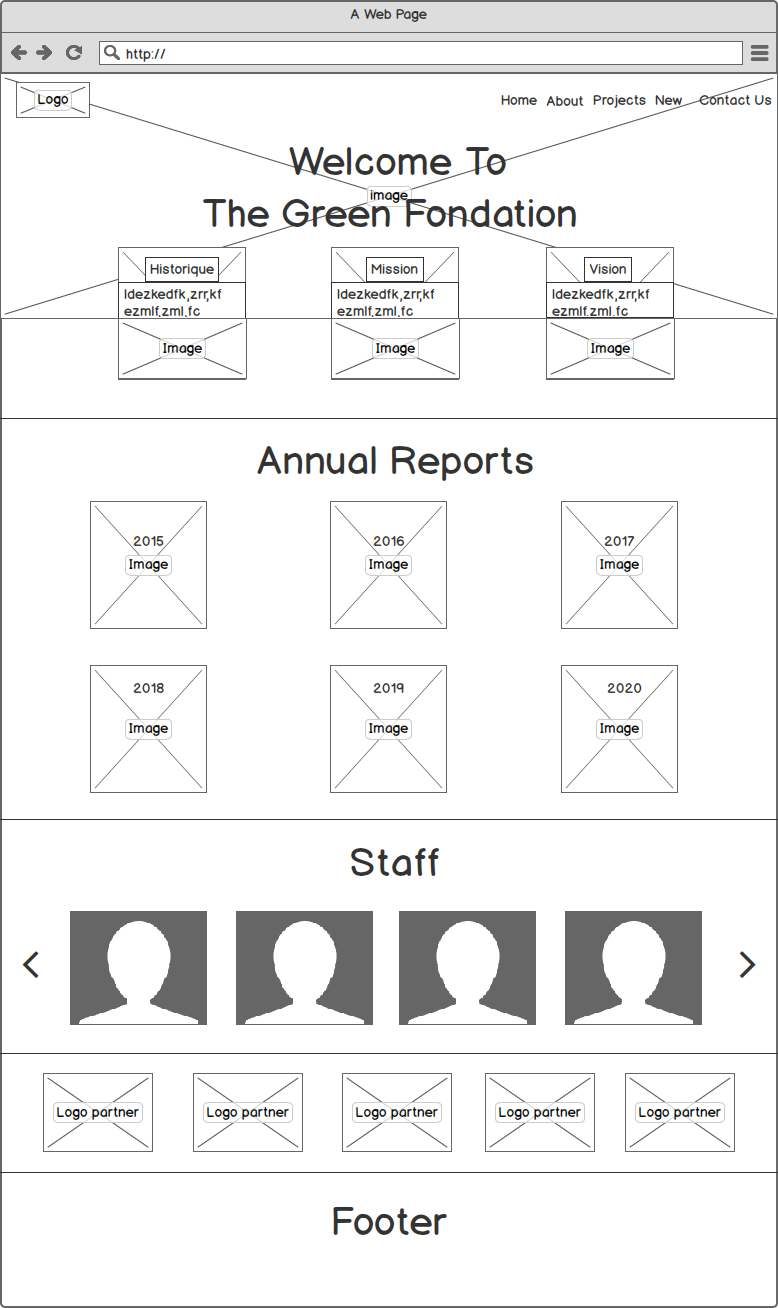 A Web Page
http://
Logo
Home About Projects New Contact Us
Welcome To
image
The Green Fondation
Historique Mission Vision
ldezkedfk,zrr,kf ldezkedfk,zrr,kf ldezkedfk,zrr,kf
ezmlf,zml,fc ezmlf,zml,fc ezmlf,zml,fc
Image Image Image
Annual Reports
2015 2016 2017
Image Image Image
2018 2019 2020
Image Image Image
Staff
Logo partner Logo partner Logo partner Logo partner Logo partner
Footer